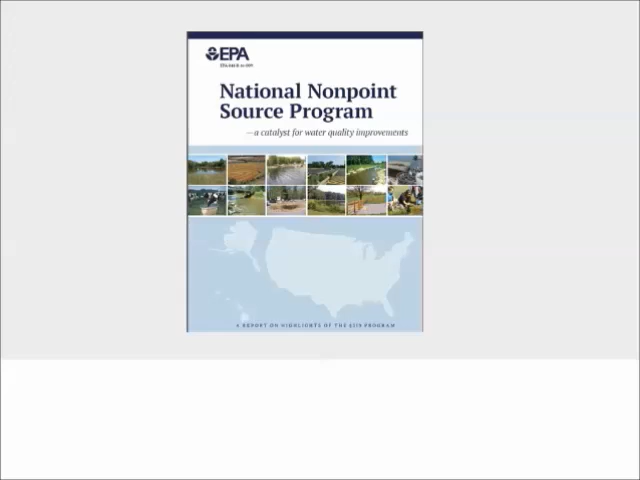 EPA
National Nonpoint
Source Program
—a catalyst for water quality improvements
A REPORT ON HIGHLIGHTS OF THE §319 PROGRAM